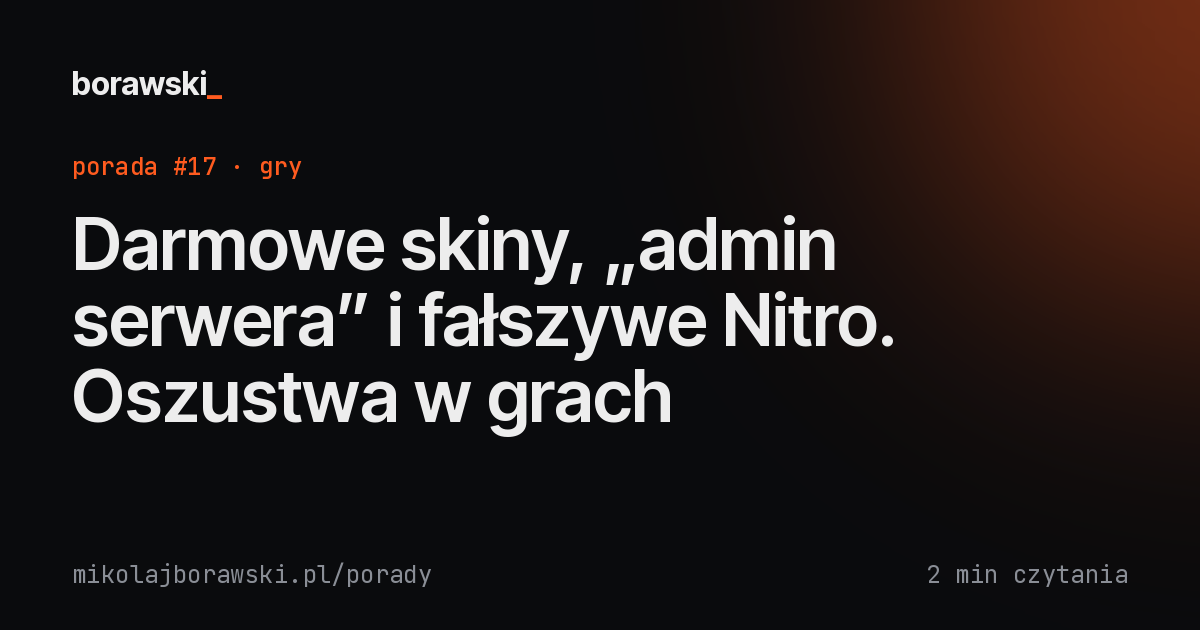 borawski_
porada #17 · gry
Darmowe skiny, „admin
serwera” i fałszywe Nitro.
Oszustwa w grach
mikolajborawski.pl/porady
2 min czytania